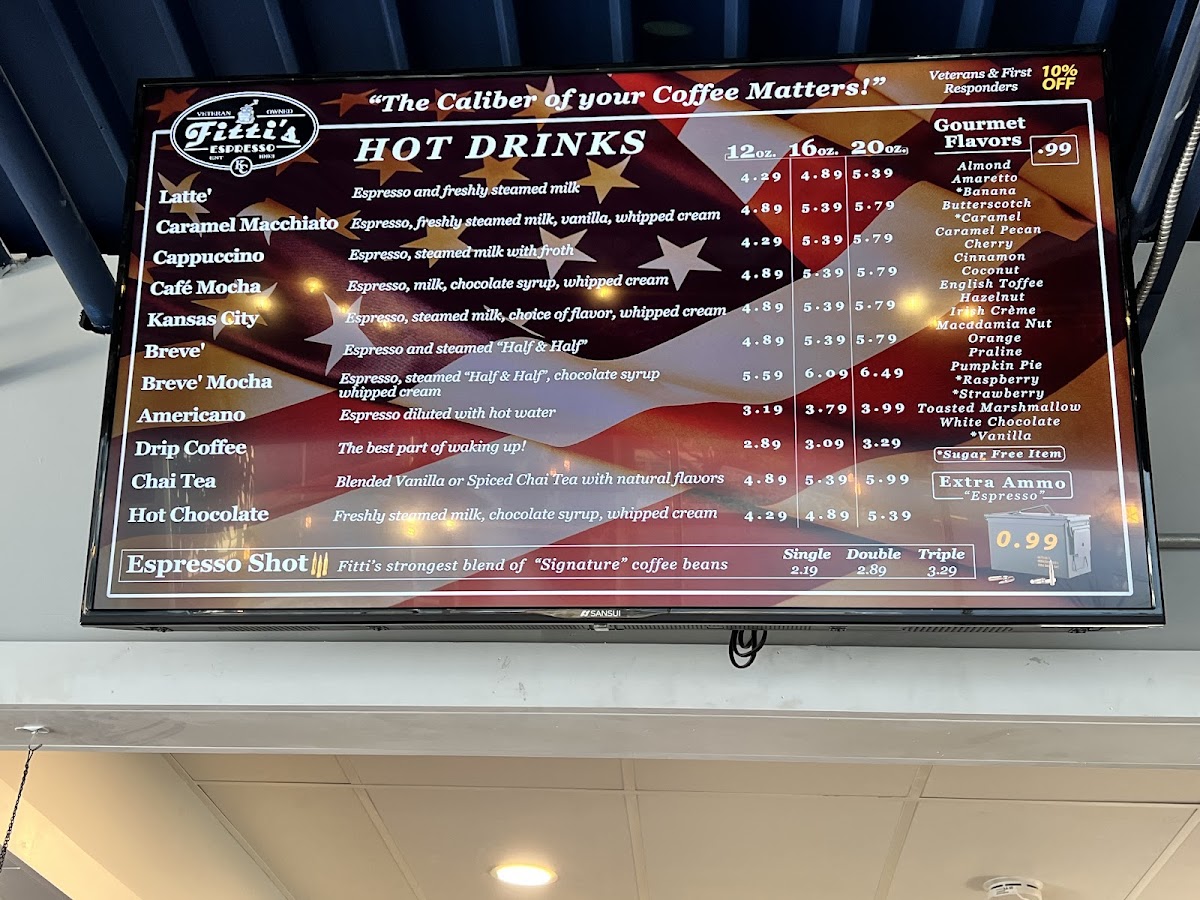 VETERAN OWNED
Fitti's
ESPRESSO
EST 1993
"The Caliber of your Coffee Matters!"
Veterans & First
Responders
10%
OFF
HOT DRINKS
12oz. 16oz. 20oz.
Latte' Espresso and freshly steamed milk 4.29 4.89 5.39
Caramel Macchiato Espresso, freshly steamed milk, vanilla, whipped cream 4.89 5.39 5.79
Cappuccino Espresso, steamed milk with froth 4.29 5.39 5.79
Café Mocha Espresso, milk, chocolate syrup, whipped cream 4.89 5.39 5.79
Kansas City Espresso, steamed milk, choice of flavor, whipped cream 4.89 5.39 5.79
Breve' Espresso and steamed "Half & Half" 4.89 5.39 5.79
Breve' Mocha Espresso, steamed "Half & Half", chocolate syrup 5.59 6.09 6.49
whipped cream
Americano Espresso diluted with hot water 3.19 3.79 3.99
Drip Coffee The best part of waking up! 2.89 3.09 3.29
Chai Tea Blended Vanilla or Spiced Chai Tea with natural flavors 4.89 5.39 5.99
Hot Chocolate Freshly steamed milk, chocolate syrup, whipped cream 4.29 4.89 5.39
Espresso Shot Fitti's strongest blend of "Signature" coffee beans
Single Double Triple
2.19 2.89 3.29
Gourmet
Flavors .99
Almond
Amaretto
*Banana
Butterscotch
*Caramel
Caramel Pecan
Cherry
Cinnamon
Coconut
English Toffee
Hazelnut
Irish Crème
Macadamia Nut
Orange
Praline
Pumpkin Pie
*Raspberry
*Strawberry
Toasted Marshmallow
White Chocolate
*Vanilla
*Sugar Free Item
Extra Ammo
"Espresso"
0.99
SANSUI